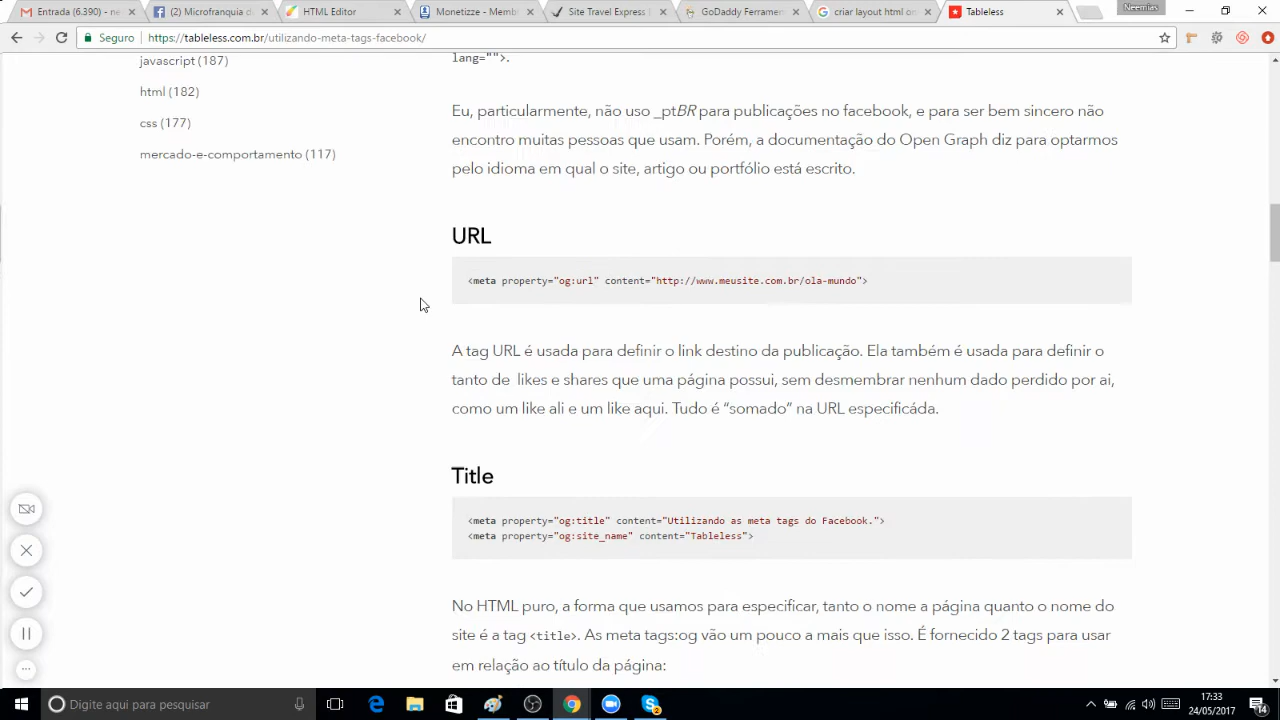 Entrada (6.390) - ne
(2) Microfranquia d
HTML Editor
Monetizze - Memb
Site Travel Express |
GoDaddy Ferramen
criar layout html on
Tableless
Neemias
Seguro
https://tableless.com.br/utilizando-meta-tags-facebook/
javascript (187)
html (182)
css (177)
mercado-e-comportamento (117)
lang="">.
Eu, particularmente, não uso _ptBR para publicações no facebook, e para ser bem sincero não
encontro muitas pessoas que usam. Porém, a documentação do Open Graph diz para optarmos
pelo idioma em qual o site, artigo ou portfólio está escrito.
URL
<meta property="og:url" content="http://www.meusite.com.br/ola-mundo">
A tag URL é usada para definir o link destino da publicação. Ela também é usada para definir o
tanto de likes e shares que uma página possui, sem desmembrar nenhum dado perdido por ai,
como um like ali e um like aqui. Tudo é “somado” na URL especificáda.
Title
<meta property="og:title" content="Utilizando as meta tags do Facebook.">
<meta property="og:site_name" content="Tableless">
No HTML puro, a forma que usamos para especificar, tanto o nome a página quanto o nome do
site é a tag <title>. As meta tags:og vão um pouco a mais que isso. É fornecido 2 tags para usar
em relação ao título da página:
Digite aqui para pesquisar
17:33
24/05/2017
14